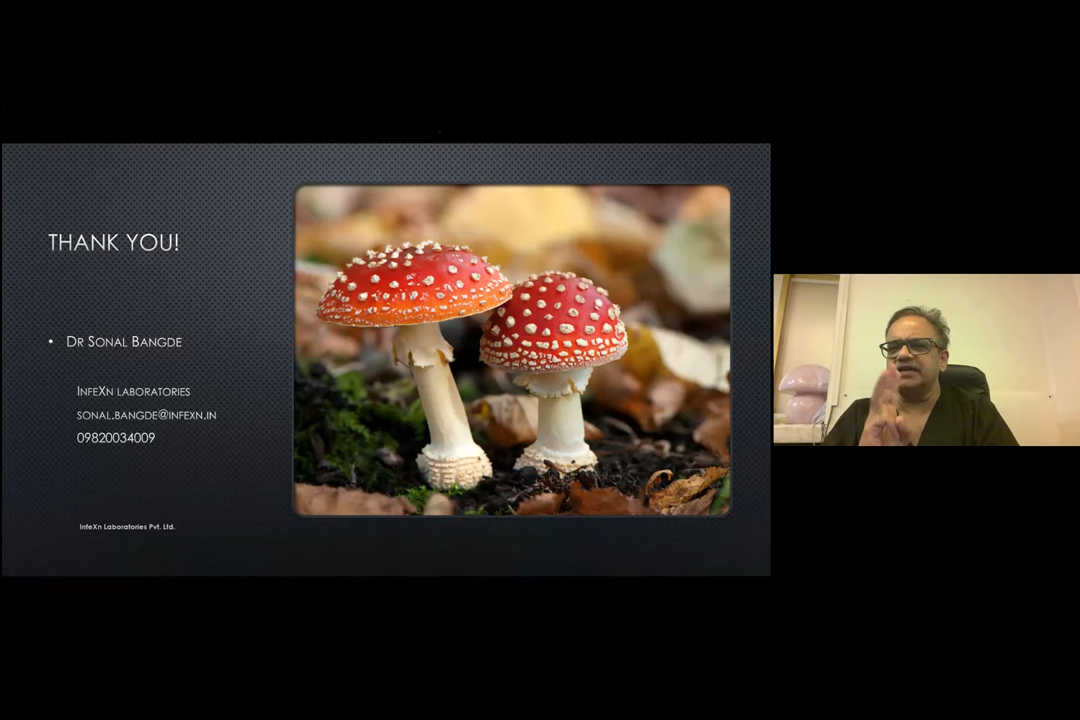 THANK YOU!
• DR SONAL BANGDE
INFEXN LABORATORIES
SONAL.BANGDE@INFEXN.IN
09820034009
InfeXn Laboratories Pvt. Ltd.